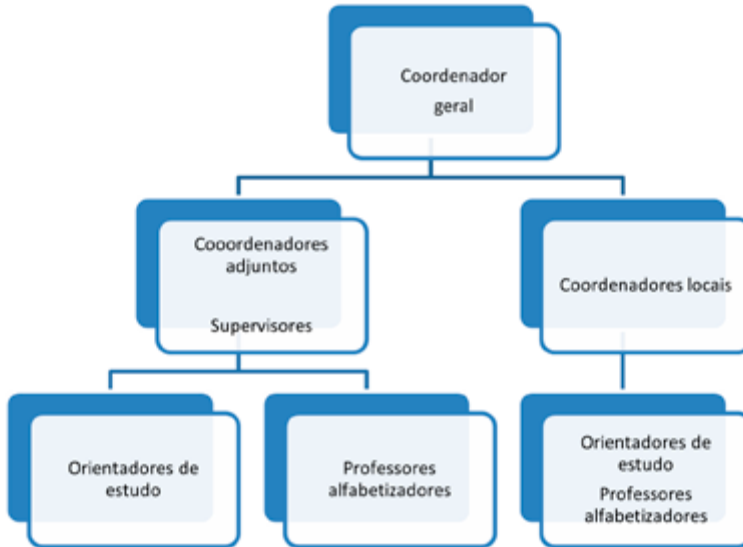 Coordenador
geral
Cooordenadores
adjuntos
Supervisores
Coordenadores locais
Orientadores de
estudo
Professores
alfabetizadores
Orientadores de
estudo
Professores
alfabetizadores